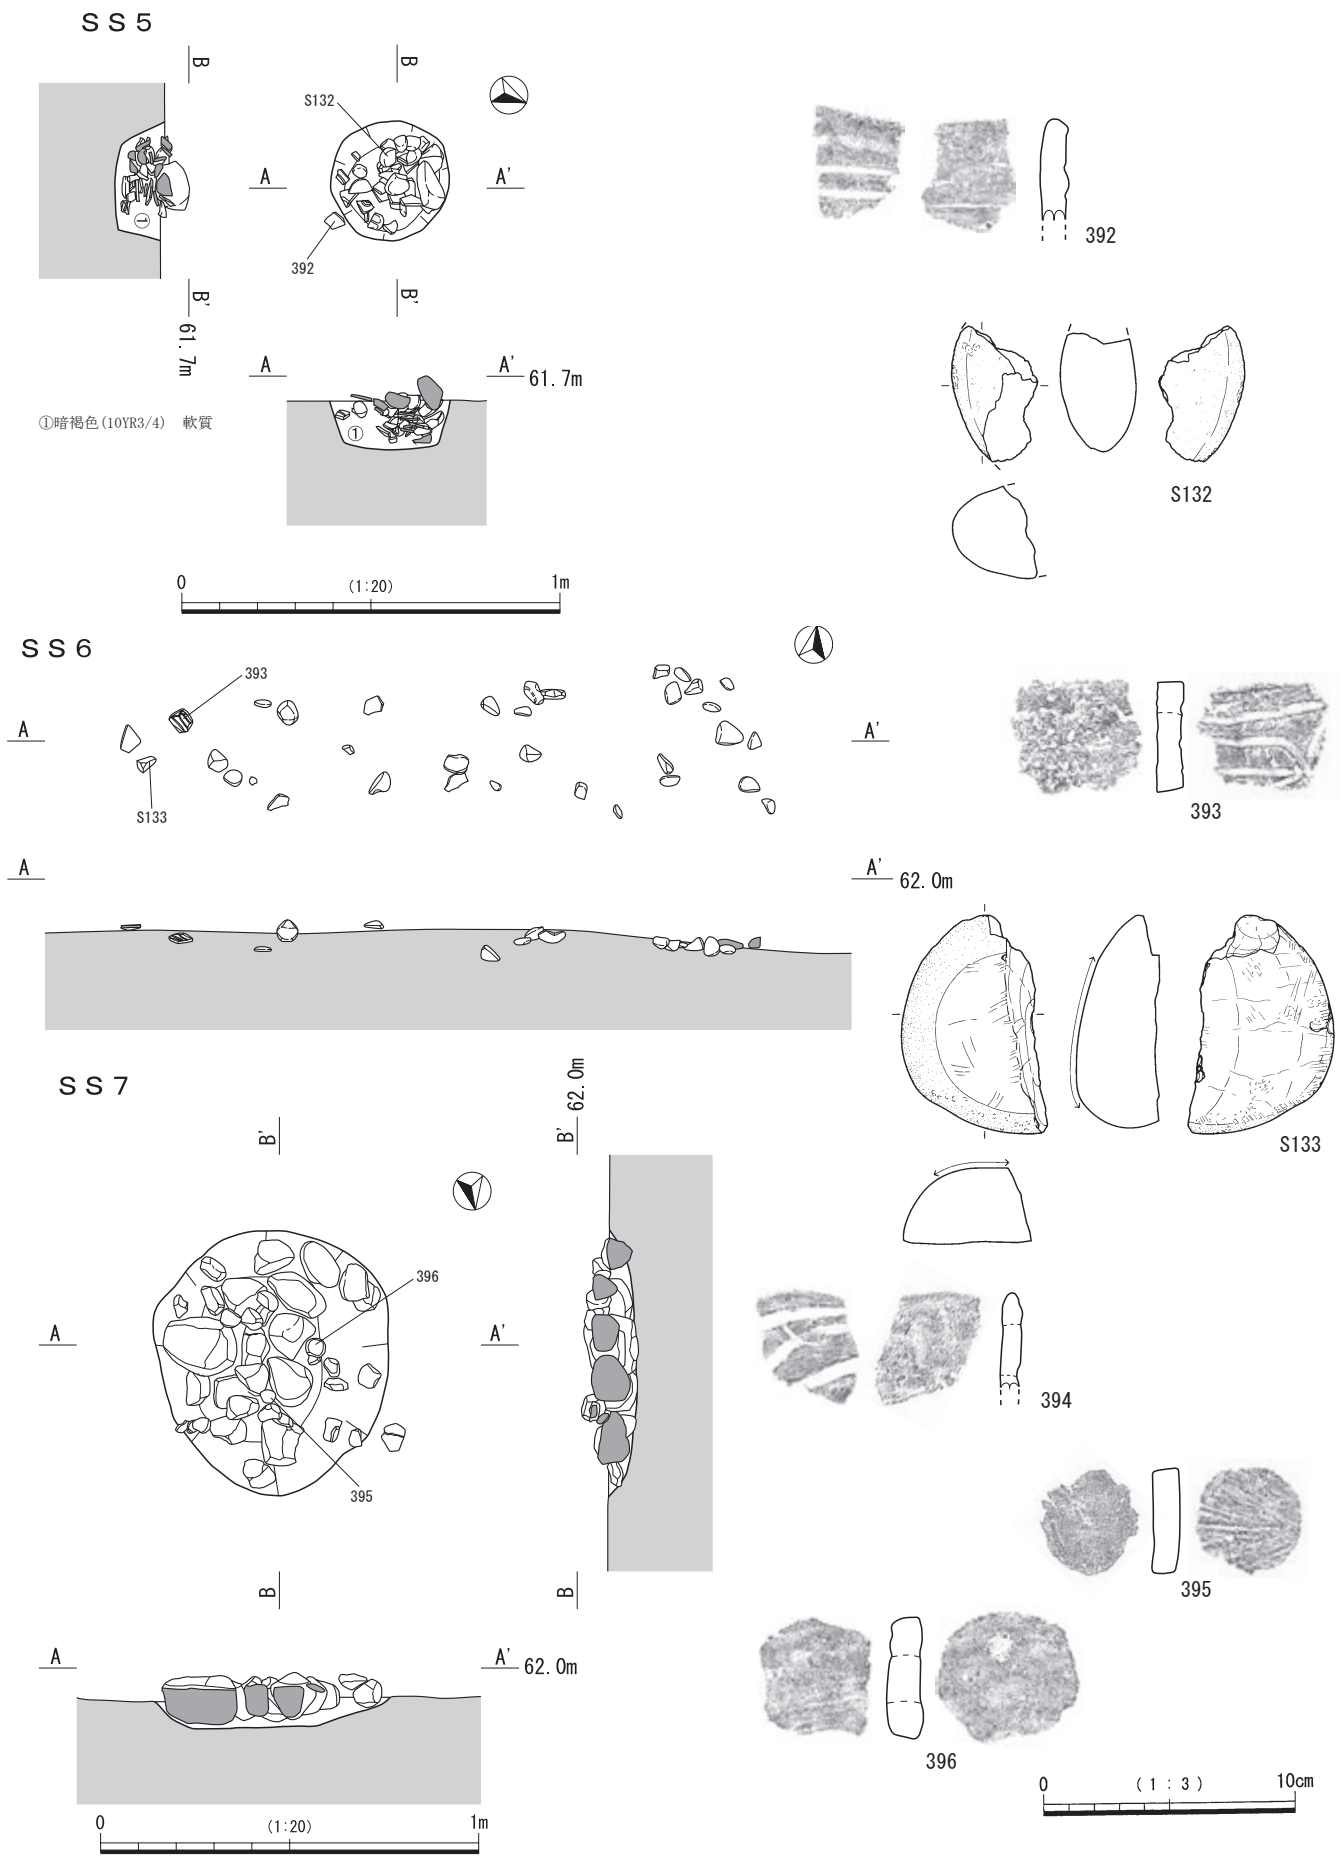 ＳＳ５
B
B
S132
A
A'
①
392
B'
B'
61.7m
A
A'
61.7m
①
①暗褐色(10YR3/4)　軟質
0
(1:20)
1m
392
S132
ＳＳ６
393
A
A'
S133
A
A'
62.0m
393
S133
ＳＳ７
B'
B'
62.0m
396
A
A'
395
B
B
A
A'
62.0m
0
(1:20)
1m
394
395
396
0
(1:3)
10cm